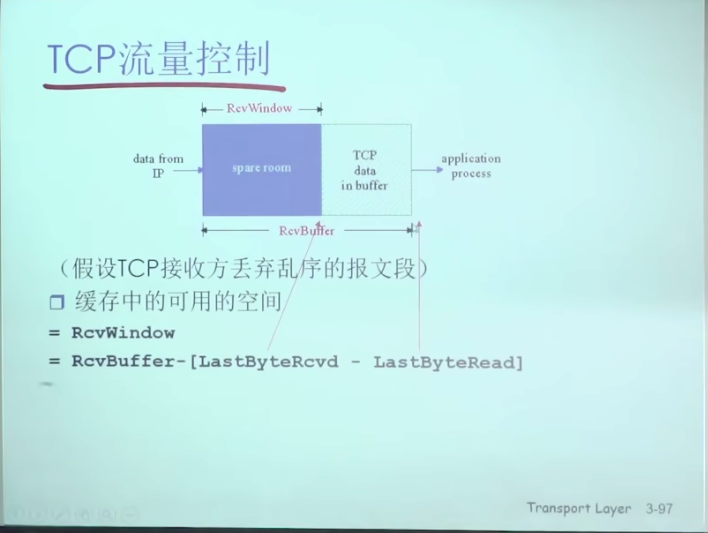 TCP流量控制
RcvWindow
data from
IP
spare room
TCP
data
in buffer
application
process
RcvBuffer
（假设TCP接收方丢弃乱序的报文段）
缓存中的可用的空间
= RcvWindow
= RcvBuffer-[LastByteRcvd - LastByteRead]
Transport Layer 3-97